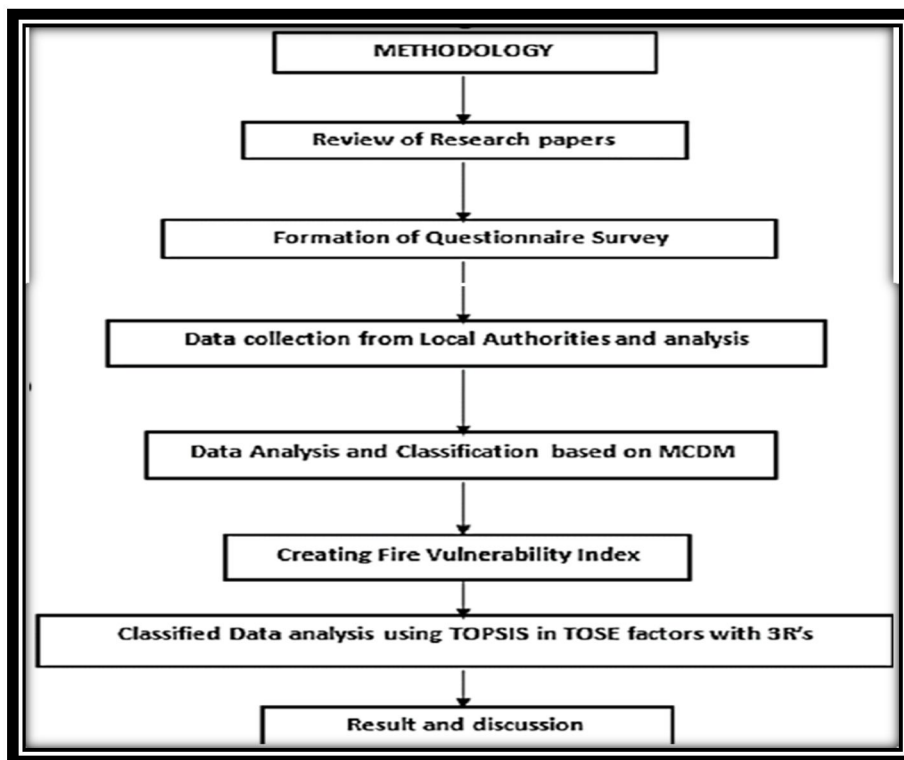 METHODOLOGY
Review of Research papers
Formation of Questionnaire Survey
Data collection from Local Authorities and analysis
Data Analysis and Classification based on MCDM
Creating Fire Vulnerability Index
Classified Data analysis using TOPSIS in TOSE factors with 3R's
Result and discussion